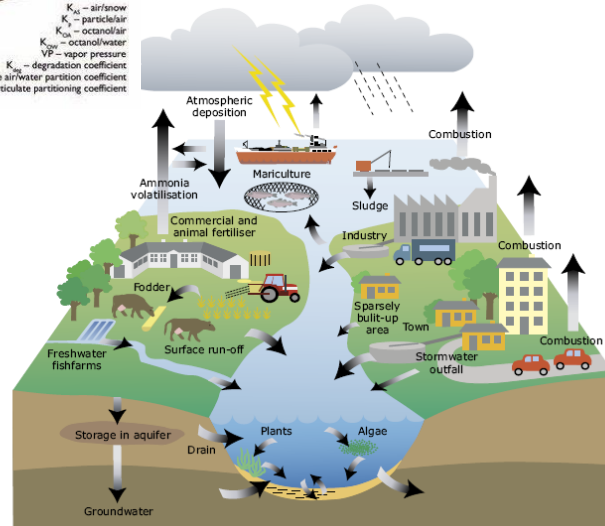 K_AS – air/snow
K_P – particle/air
K_OA – octanol/air
K_OW – octanol/water
VP – vapor pressure
K_deg – degradation coefficient
e air/water partition coefficient
ticulate partitioning coefficient
Atmospheric
deposition
Combustion
Mariculture
Ammonia
volatilisation
Sludge
Commercial and
animal fertiliser
Industry
Combustion
Fodder
Sparsely
bulit-up
area
Town
Combustion
Freshwater
fishfarms
Surface run-off
Stormwater
outfall
Storage in aquifer
Plants
Algae
Drain
Groundwater